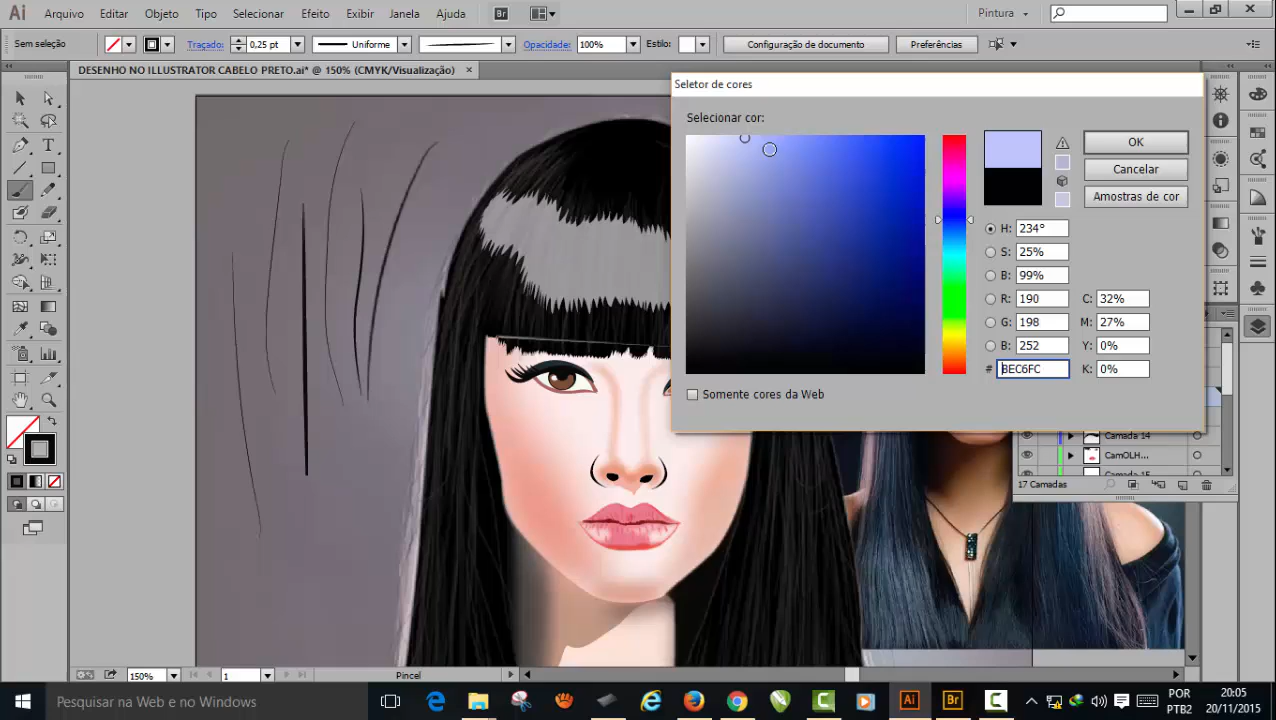 Ai Arquivo Editar Objeto Tipo Selecionar Efeito Exibir Janela Ajuda Br Pintura
Sem seleção Traçado: 0,25 pt Uniforme Opacidade: 100% Estilo: Configuração de documento Preferências
DESENHO NO ILLUSTRATOR CABELO PRETO.ai* @ 150% (CMYK/Visualização) ×
Seletor de cores
Selecionar cor:
OK
Cancelar
Amostras de cor
H: 234°
S: 25%
B: 99%
R: 190 C: 32%
G: 198 M: 27%
B: 252 Y: 0%
# BEC6FC K: 0%
Somente cores da Web
Camada 14
CamOLH...
Camada 15
17 Camadas
150% 1 Pincel
Pesquisar na Web e no Windows
Ai Br
POR 20:05
PTB2 20/11/2015